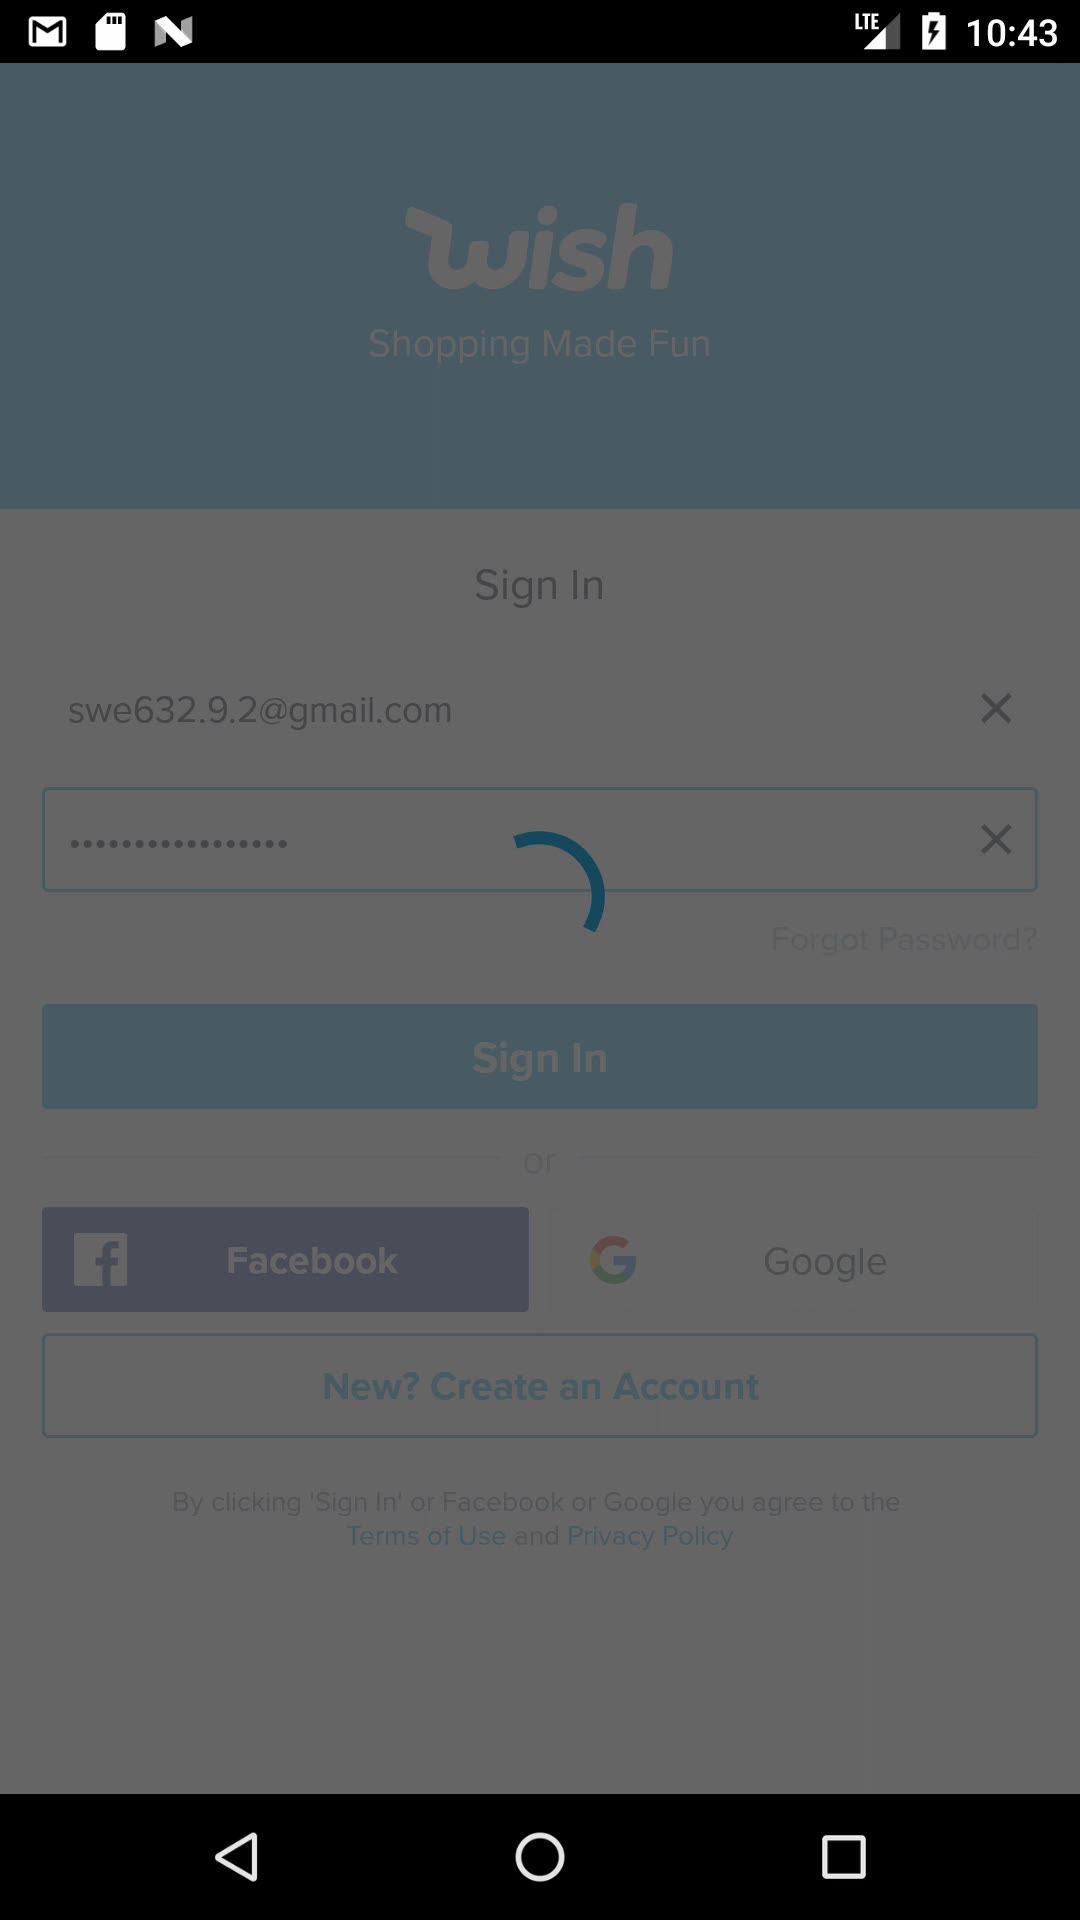 LTE 10:43
wish
Shopping Made Fun
Sign In
swe632.9.2@gmail.com
•••••••••••••••••
Forgot Password?
Sign In
or
Facebook
Google
New? Create an Account
By clicking 'Sign In' or Facebook or Google you agree to the
Terms of Use and Privacy Policy